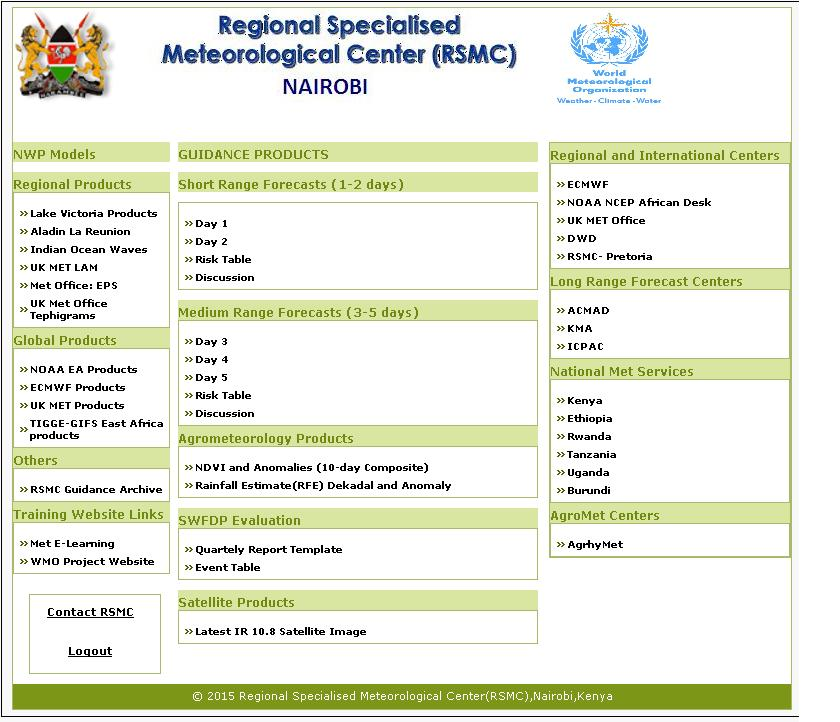 Regional Specialised
Meteorological Center (RSMC)
NAIROBI
World
Meteorological
Organization
Weather - Climate - Water
NWP Models
Regional Products
Lake Victoria Products
Aladin La Reunion
Indian Ocean Waves
UK MET LAM
Met Office: EPS
UK Met Office
Tephigrams
Global Products
NOAA EA Products
ECMWF Products
UK MET Products
TIGGE-GIFS East Africa
products
Others
RSMC Guidance Archive
Training Website Links
Met E-Learning
WMO Project Website
Contact RSMC
Logout
GUIDANCE PRODUCTS
Short Range Forecasts (1-2 days)
Day 1
Day 2
Risk Table
Discussion
Medium Range Forecasts (3-5 days)
Day 3
Day 4
Day 5
Risk Table
Discussion
Agrometeorology Products
NDVI and Anomalies (10-day Composite)
Rainfall Estimate(RFE) Dekadal and Anomaly
SWFDP Evaluation
Quartely Report Template
Event Table
Satellite Products
Latest IR 10.8 Satellite Image
Regional and International Centers
ECMWF
NOAA NCEP African Desk
UK MET Office
DWD
RSMC- Pretoria
Long Range Forecast Centers
ACMAD
KMA
ICPAC
National Met Services
Kenya
Ethiopia
Rwanda
Tanzania
Uganda
Burundi
AgroMet Centers
AgrhyMet
© 2015 Regional Specialised Meteorological Center(RSMC),Nairobi,Kenya